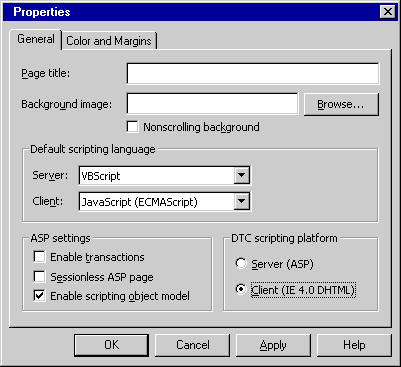 Properties
General Color and Margins
Page title:
Background image: Browse...
Nonscrolling background
Default scripting language
Server: VBScript
Client: JavaScript (ECMAScript)
ASP settings DTC scripting platform
Enable transactions Server (ASP)
Sessionless ASP page
Enable scripting object model Client (IE 4.0 DHTML)
OK Cancel Apply Help